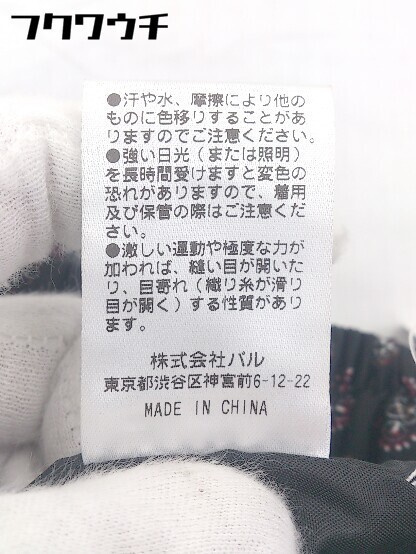 フクワウチ
●汗や水、摩擦により他の
ものに色移りすることがあ
りますのでご注意ください。
●強い日光（または照明）
を長時間受けますと変色の
恐れがありますので、着用
及び保管の際はご注意くだ
さい。
●激しい運動や極度な力が
加われば、縫い目が開いた
り、目寄れ（織り糸が滑り
目が開く）する性質があり
ます。
株式会社パル
東京都渋谷区神宮前6-12-22
MADE IN CHINA